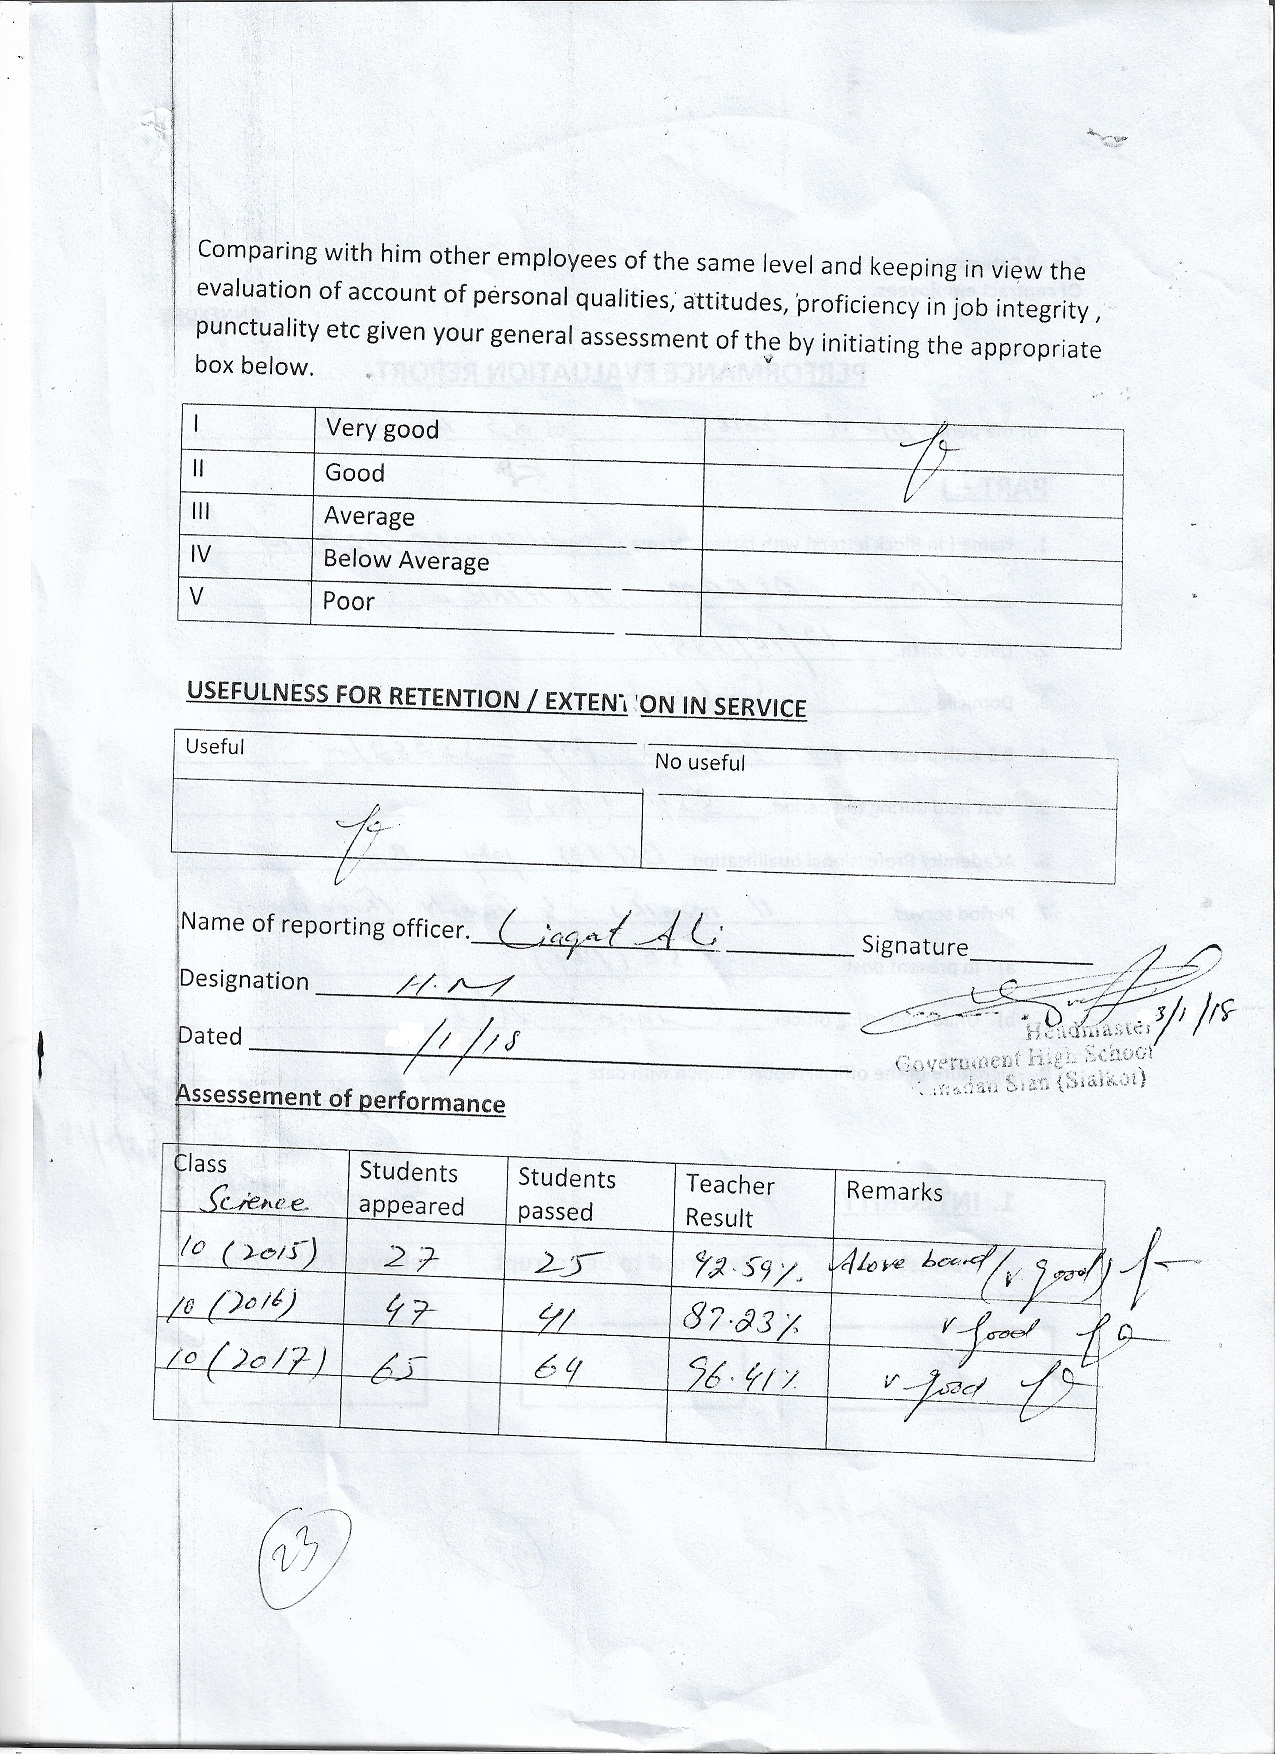 Comparing with him other employees of the same level and keeping in view the
evaluation of account of personal qualities, attitudes, proficiency in job integrity ,
punctuality etc given your general assessment of the by initiating the appropriate
box below.
I Very good
II Good
III Average
IV Below Average
V Poor
USEFULNESS FOR RETENTION / EXTENTION IN SERVICE
Useful No useful
Name of reporting officer. Liaqat Ali Signature
Designation H.M
3/1/18
Headmaster
Dated /1/18
Government High School
Sian (Sialkot)
Assessement of performance
Class Science Students appeared Students passed Teacher Result Remarks
10 (2015) 27 25 92.59% Above board (v good)
10 (2016) 47 41 87.23% v good
10 (2017) 65 64 96.41% v good
23